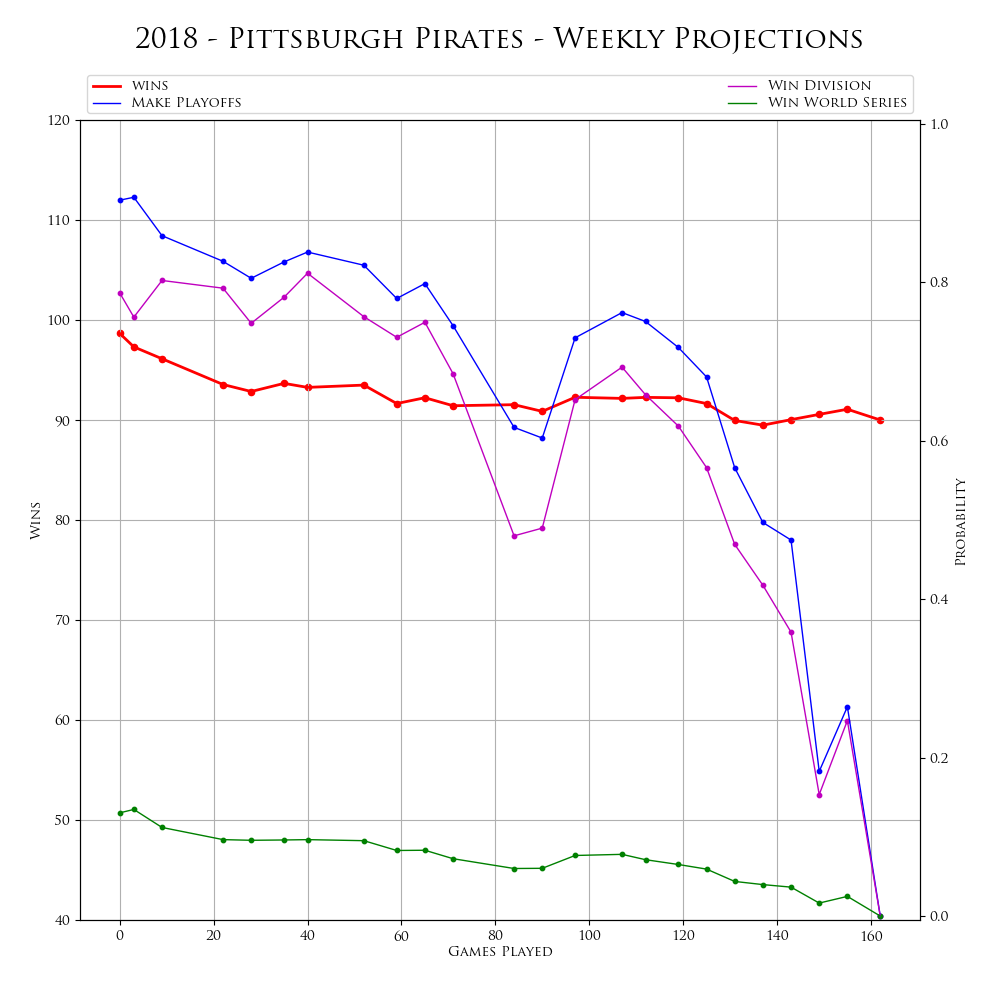 2018 - Pittsburgh Pirates - Weekly Projections
wins
Make Playoffs
Win Division
Win World Series
120
110
100
90
80
70
60
50
40
Wins
1.0
0.8
0.6
0.4
0.2
0.0
Probability
0 20 40 60 80 100 120 140 160
Games Played